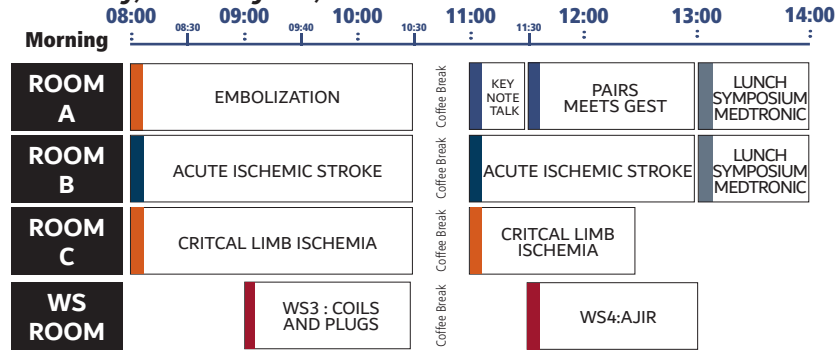 08:00 09:00 10:00 11:00 12:00 13:00 14:00
Morning 08:30 09:40 10:30 11:30
ROOM
A
EMBOLIZATION
Coffee Break
KEY
NOTE
TALK
PAIRS
MEETS GEST
LUNCH
SYMPOSIUM
MEDTRONIC
ROOM
B
ACUTE ISCHEMIC STROKE
Coffee Break
ACUTE ISCHEMIC STROKE
LUNCH
SYMPOSIUM
MEDTRONIC
ROOM
C
CRITCAL LIMB ISCHEMIA
Coffee Break
CRITCAL LIMB
ISCHEMIA
WS
ROOM
WS3 : COILS
AND PLUGS
Coffee Break
WS4:AJIR